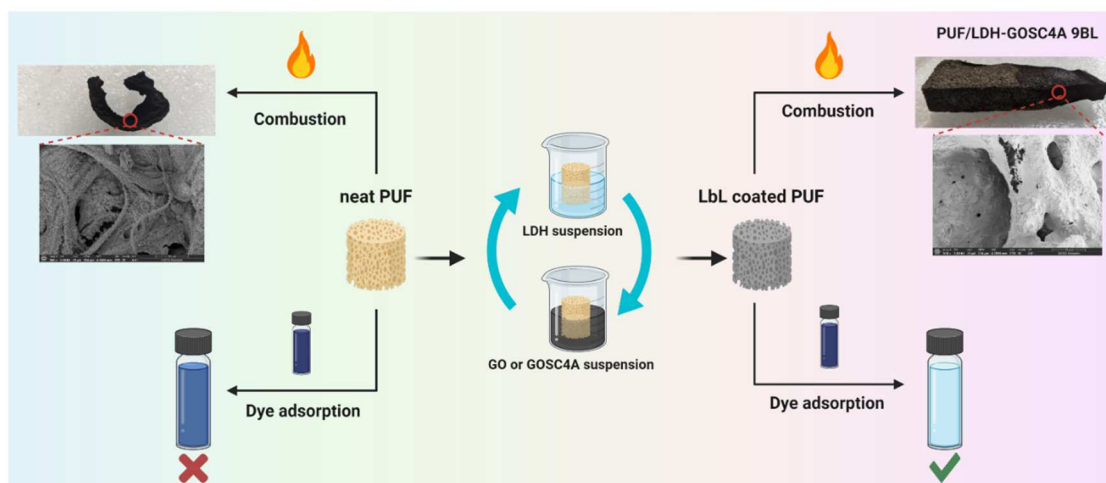 PUF/LDH-GOSC4A 9BL
Combustion
Combustion
neat PUF
LDH suspension
LbL coated PUF
GO or GOSC4A suspension
Dye adsorption
Dye adsorption